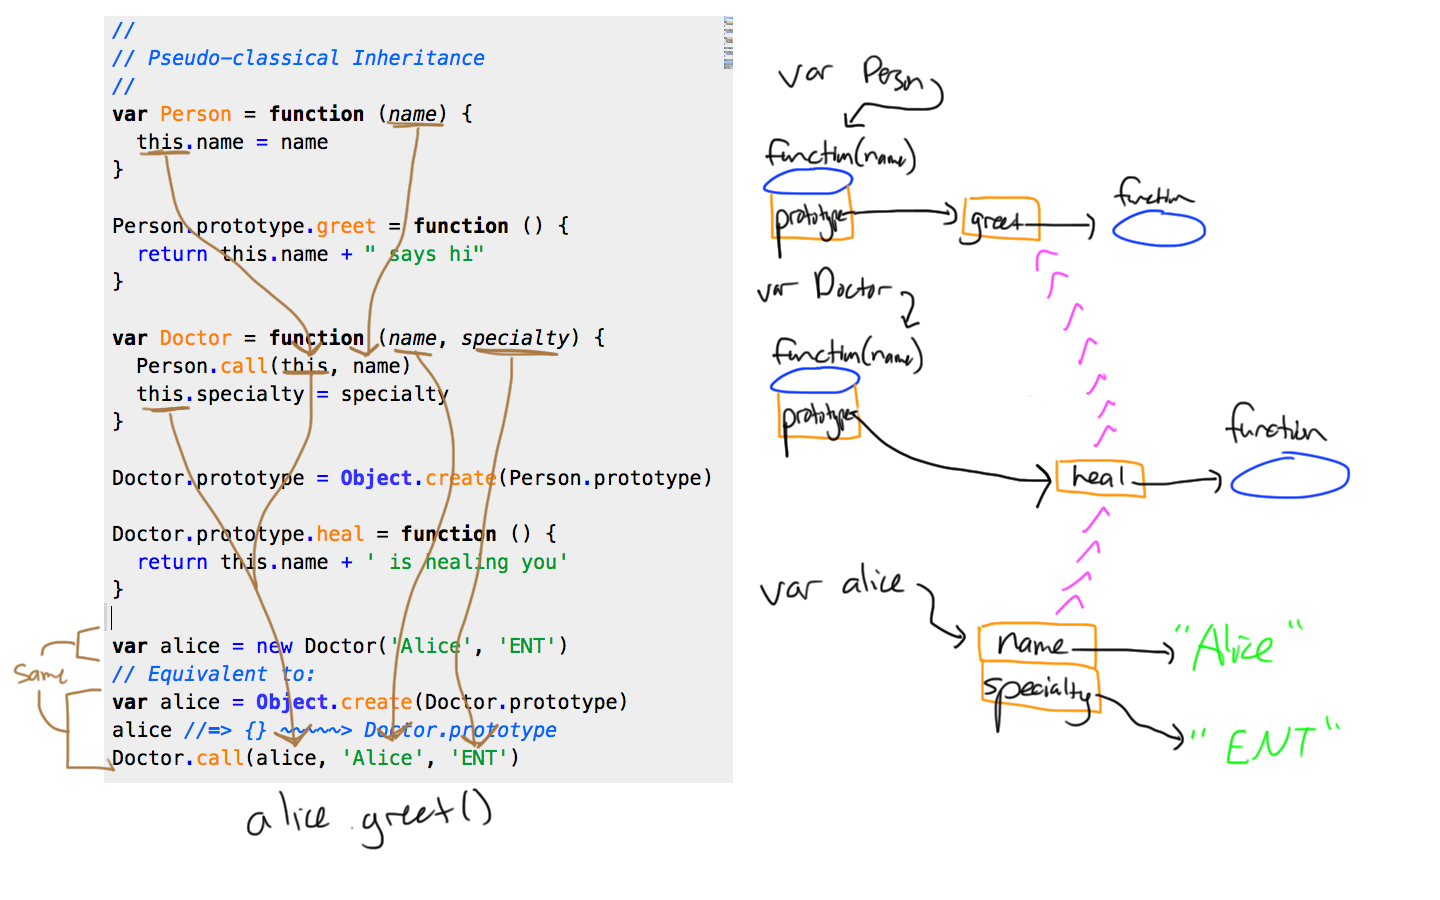 //
// Pseudo-classical Inheritance
//
var Person = function (name) {
  this.name = name
}

Person.prototype.greet = function () {
  return this.name + " says hi"
}

var Doctor = function (name, specialty) {
  Person.call(this, name)
  this.specialty = specialty
}

Doctor.prototype = Object.create(Person.prototype)

Doctor.prototype.heal = function () {
  return this.name + ' is healing you'
}

var alice = new Doctor('Alice', 'ENT')
// Equivalent to:
var alice = Object.create(Doctor.prototype)
alice //=> {} ~~~~~> Doctor.prototype
Doctor.call(alice, 'Alice', 'ENT')
Same
alice.greet()
var Person
function(name)
prototype
greet
function
var Doctor
function(name)
prototype
heal
function
var alice
name
"Alice"
specialty
"ENT"